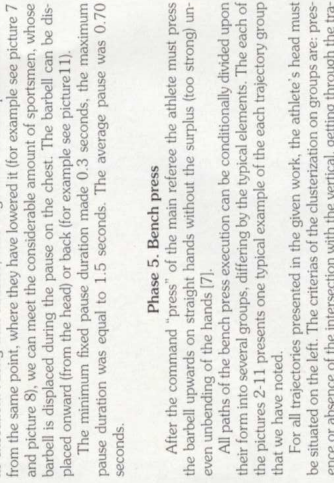 from the same point, where they have lowered it (for example see picture 7
and picture 8), we can meet the considerable amount of sportsmen, whose
barbell is displaced during the pause on the chest. The barbell can be dis-
placed onward (from the head) or back (for example see picture11).
The minimum fixed pause duration made 0.3 seconds, the maximum
pause duration was equal to 1.5 seconds. The average pause was 0.70
seconds.
Phase 5. Bench press
After the command "press" of the main referee the athlete must press
the barbell upwards on straight hands without the surplus (too strong) un-
even unbending of the hands [7].
All paths of the bench press execution can be conditionally divided upon
their form into several groups, differing by the typical elements. The each of
the pictures 2-11 presents one typical example of the each trajectory group
that we have noted.
For all trajectories presented in the given work, the athlete's head must
be situated on the left. The criterias of the clusterization on groups are: pres-
ence or absence of the intersection with the vertical, going through the tra-